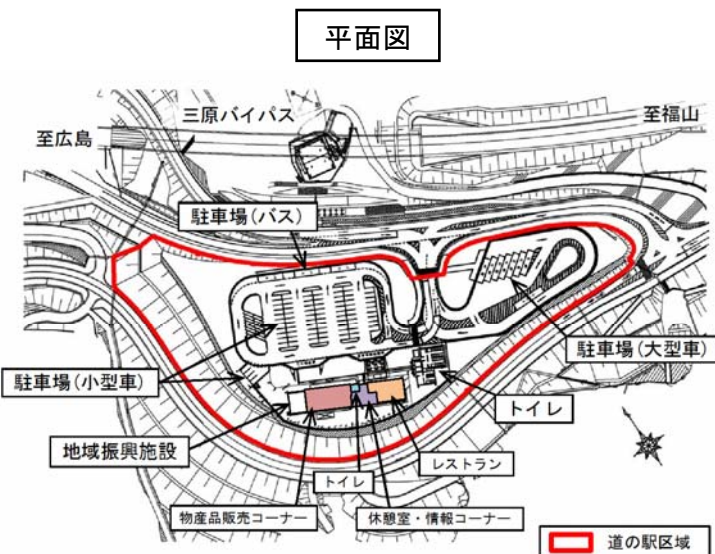 平面図
三原バイパス
至福山
至広島
駐車場(バス)
駐車場(大型車)
駐車場(小型車)
トイレ
地域振興施設
レストラン
トイレ
物産品販売コーナー
休憩室・情報コーナー
道の駅区域